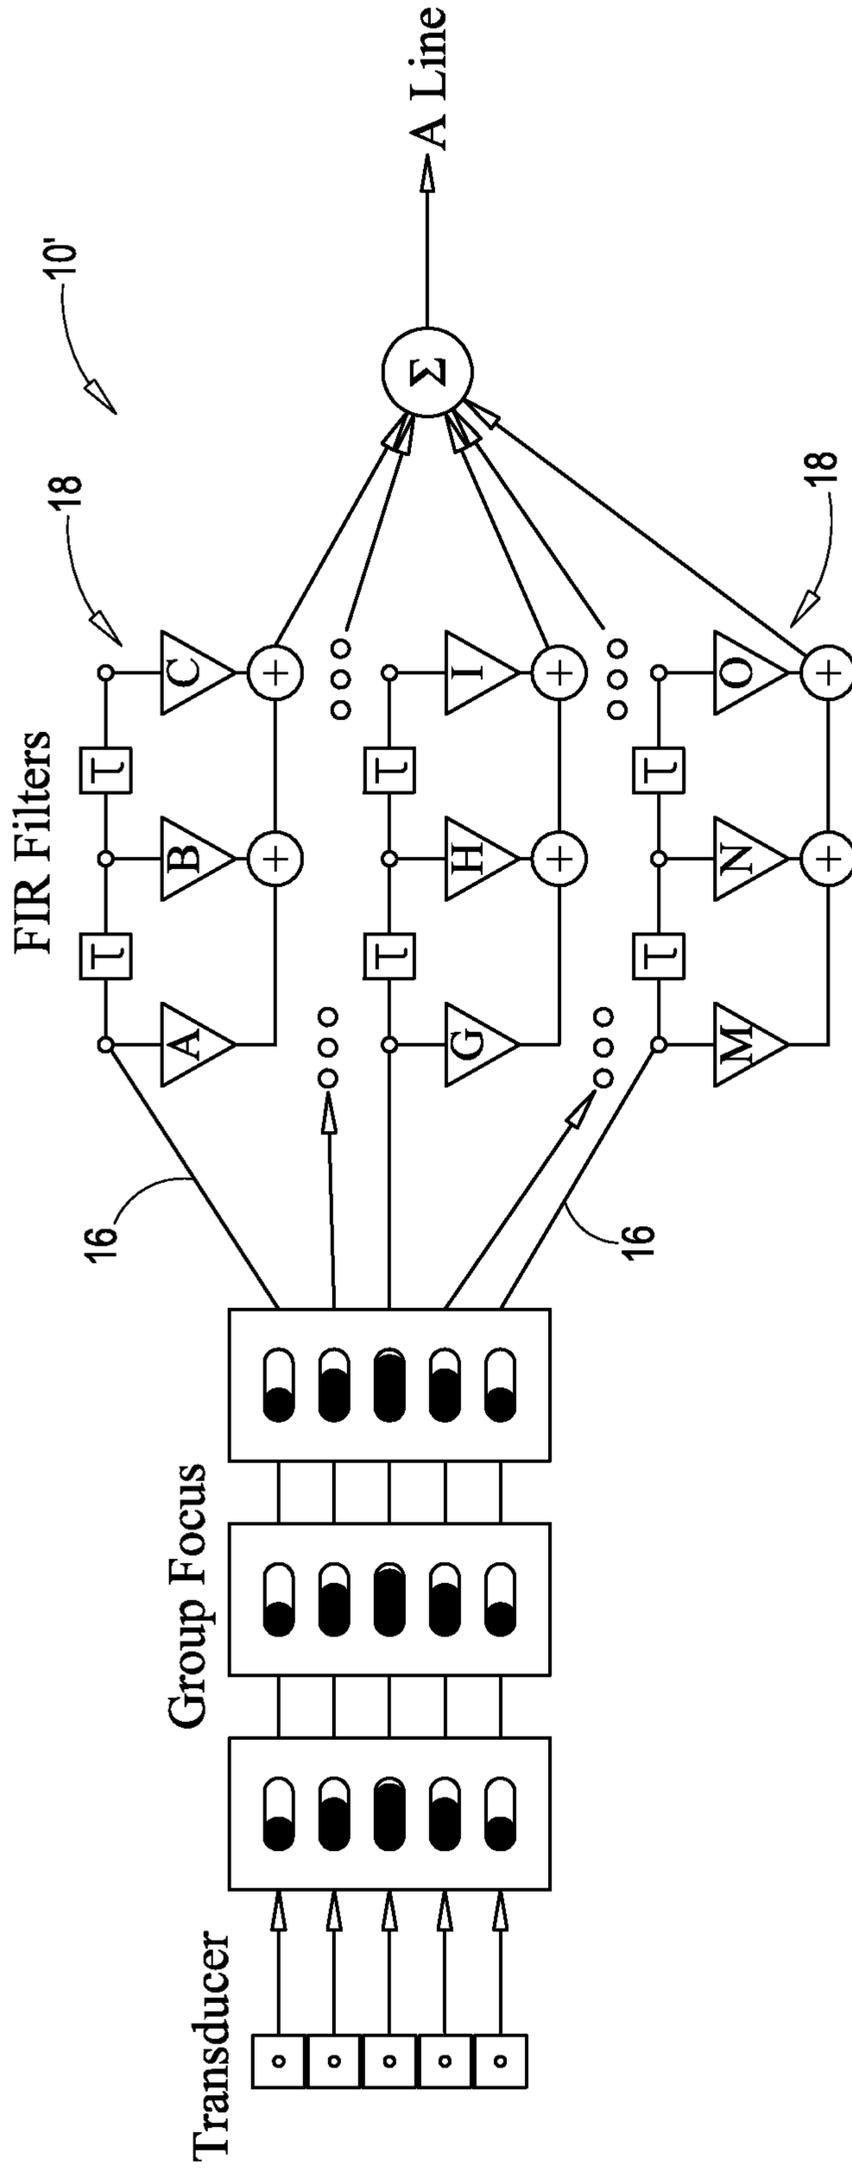 Transducer
Group Focus
FIR Filters
16
16
18
18
10'
A
τ
B
τ
C
+
+
G
τ
H
τ
I
+
+
M
τ
N
τ
O
+
+
Σ
A Line